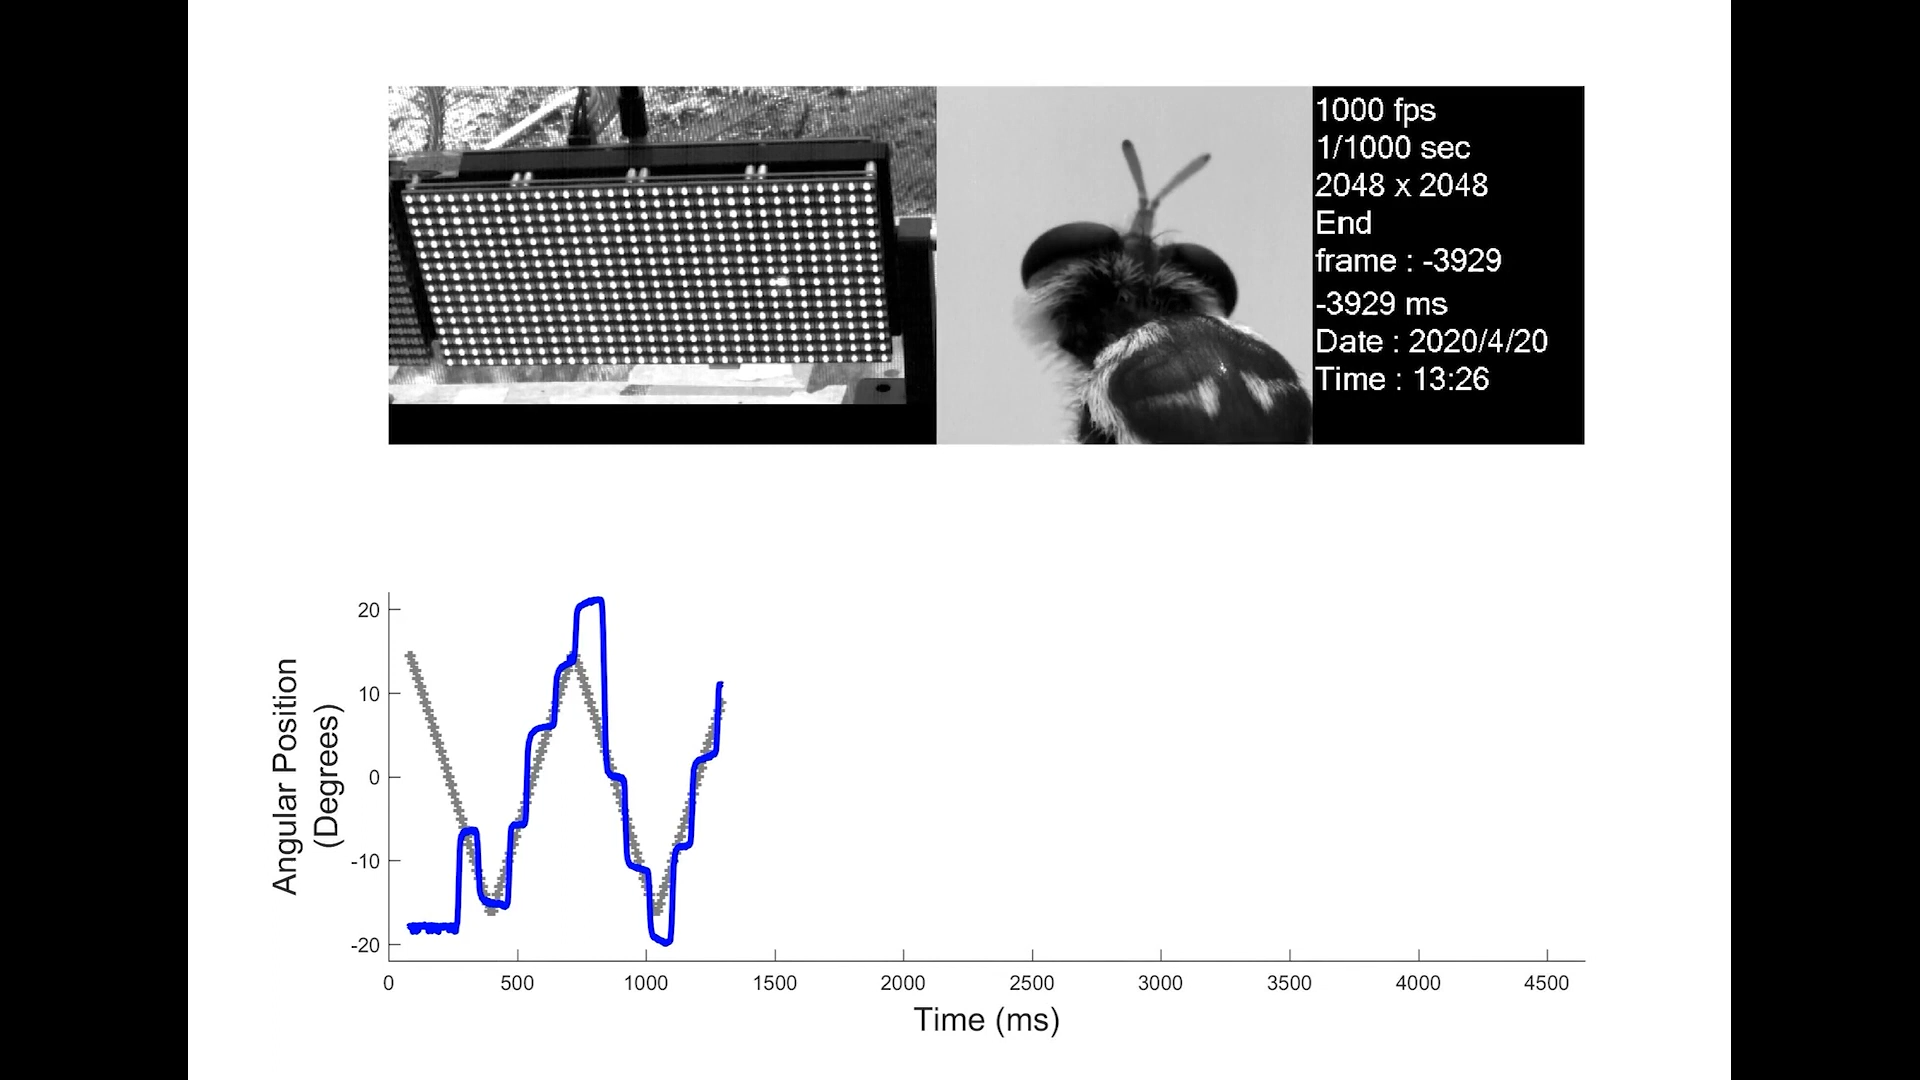 1000 fps
1/1000 sec
2048 x 2048
End
frame : -3929
-3929 ms
Date : 2020/4/20
Time : 13:26
20
10
0
-10
-20
Angular Position
(Degrees)
0 500 1000 1500 2000 2500 3000 3500 4000 4500
Time (ms)